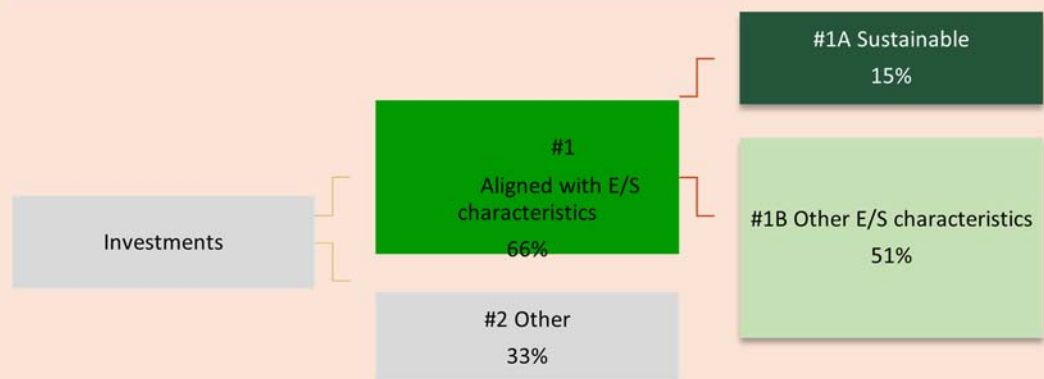 #1A Sustainable
15%
#1
Aligned with E/S
characteristics
66%
Investments
#1B Other E/S characteristics
51%
#2 Other
33%